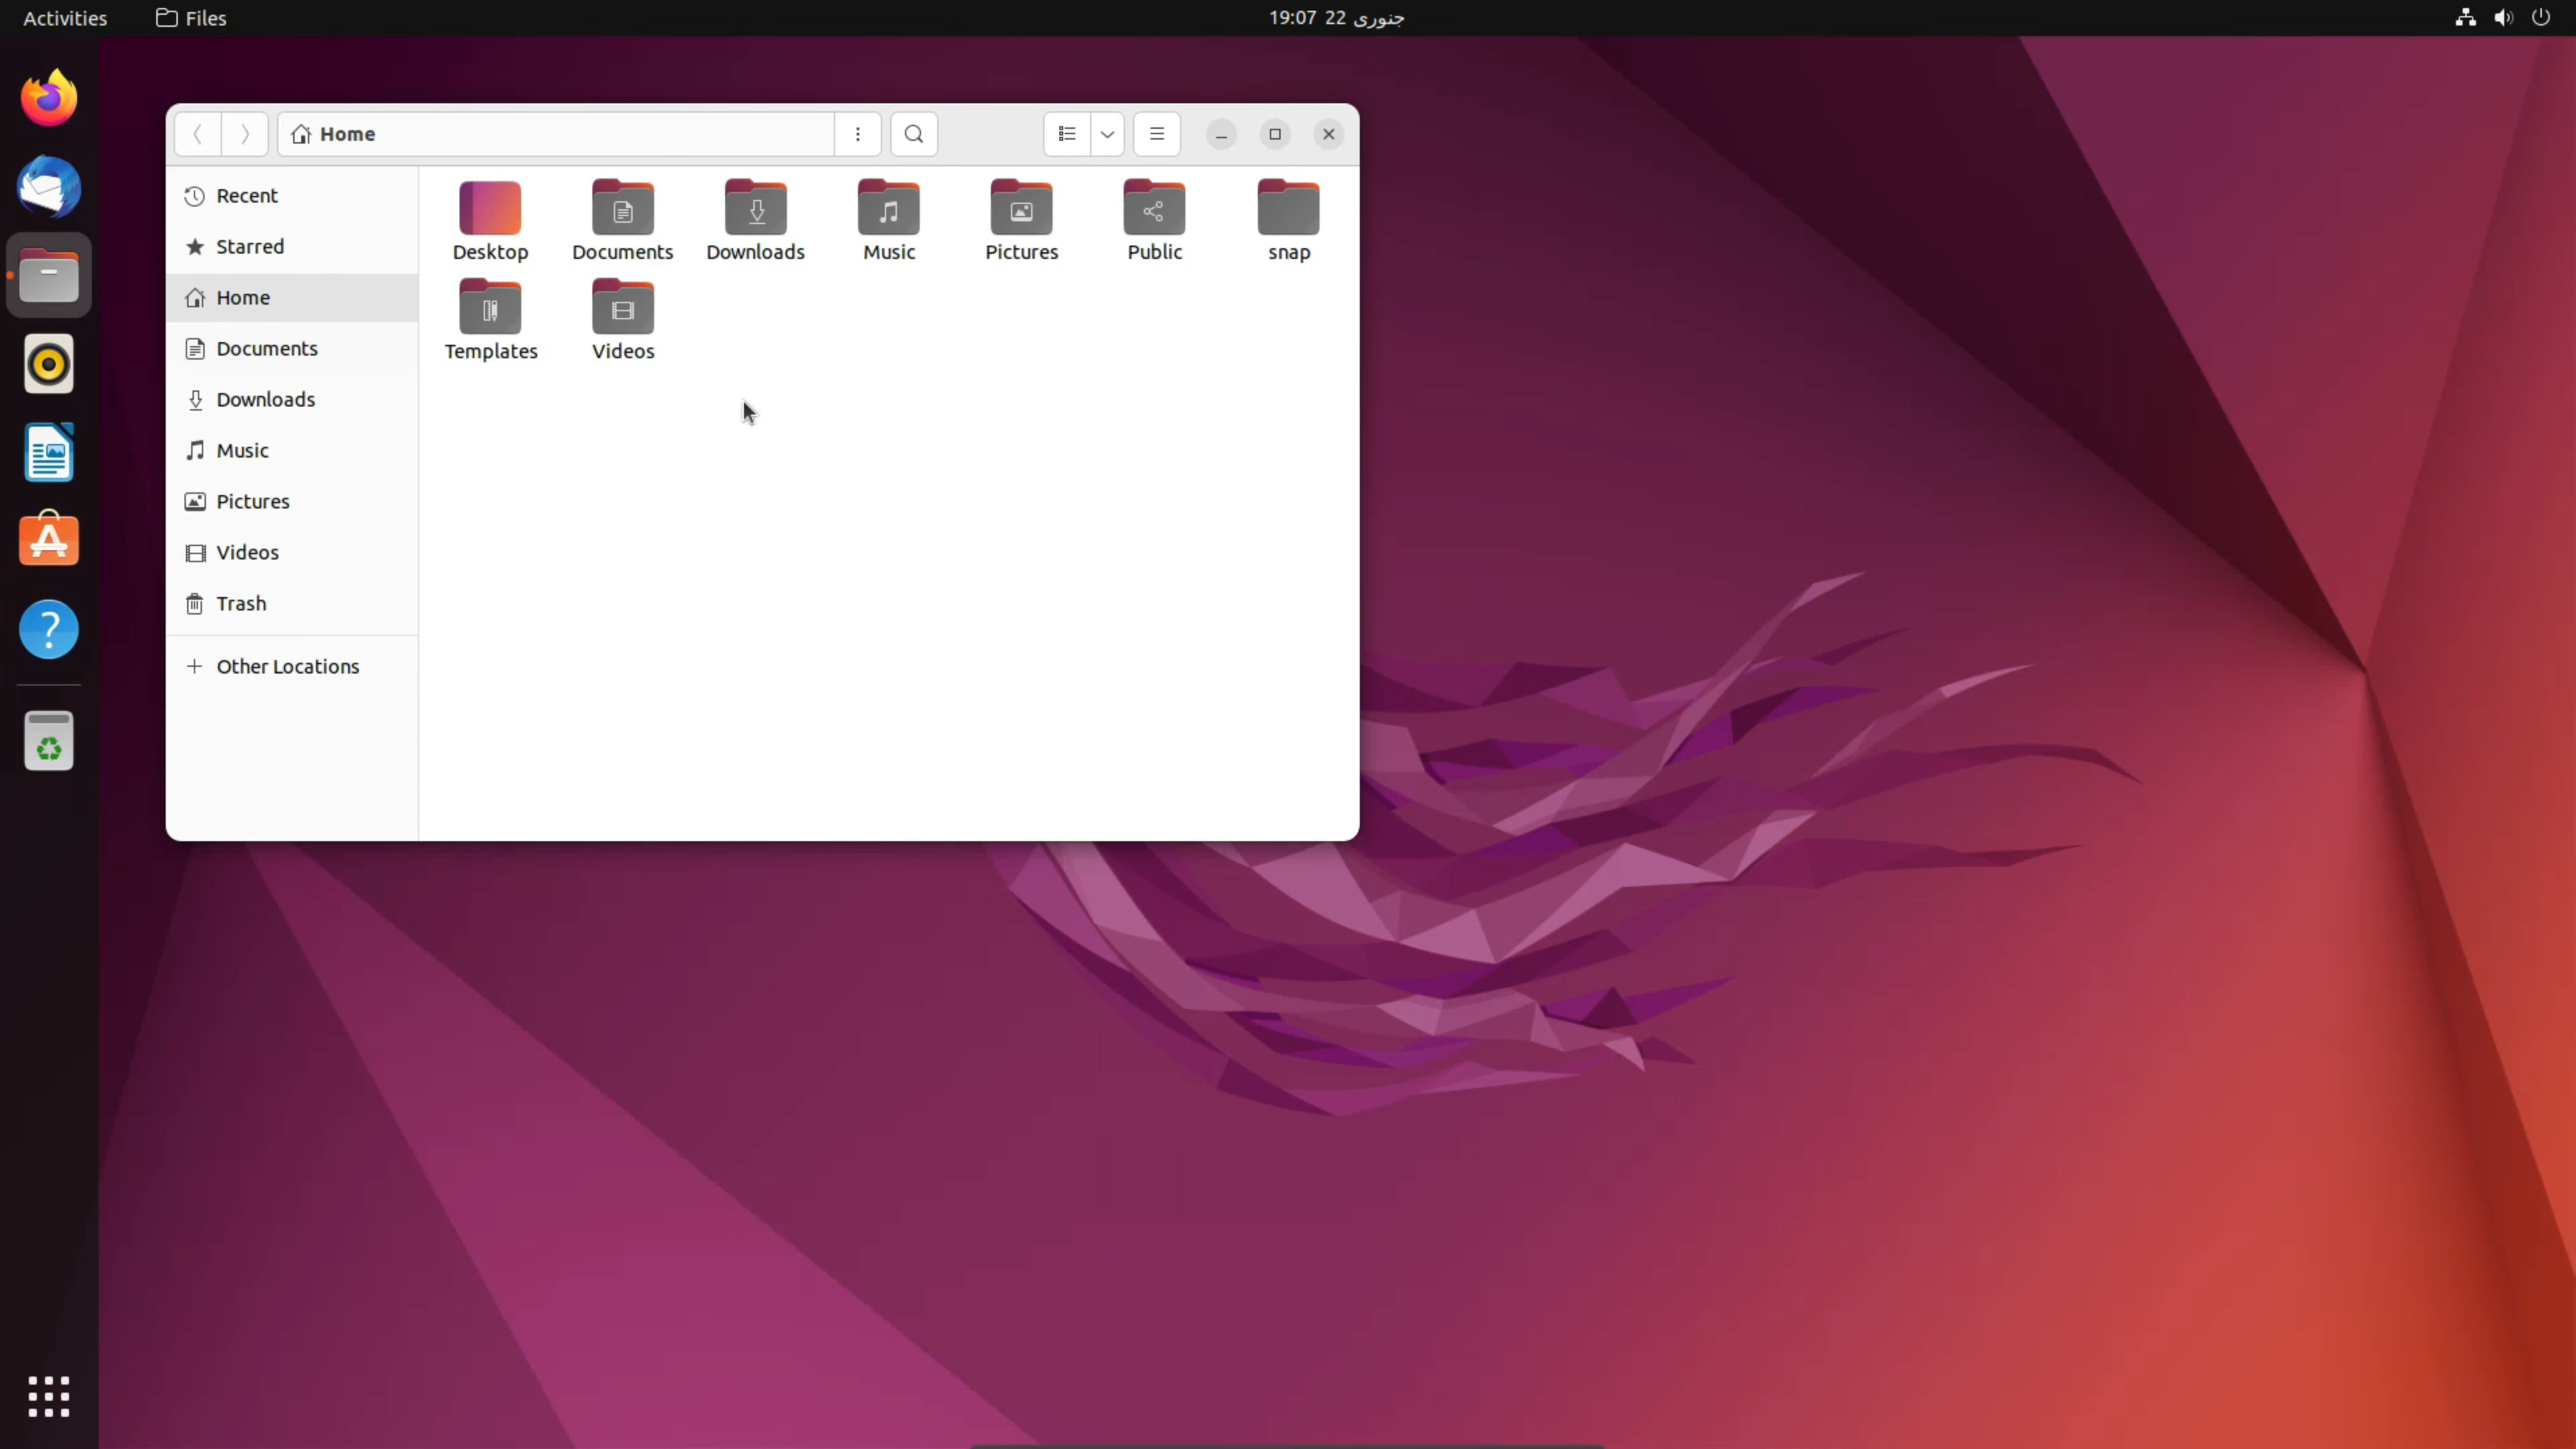 Activities
Files
جنوری 22 19:07
Home
Recent
Starred
Home
Documents
Downloads
Music
Pictures
Videos
Trash
Other Locations
Desktop
Documents
Downloads
Music
Pictures
Public
snap
Templates
Videos